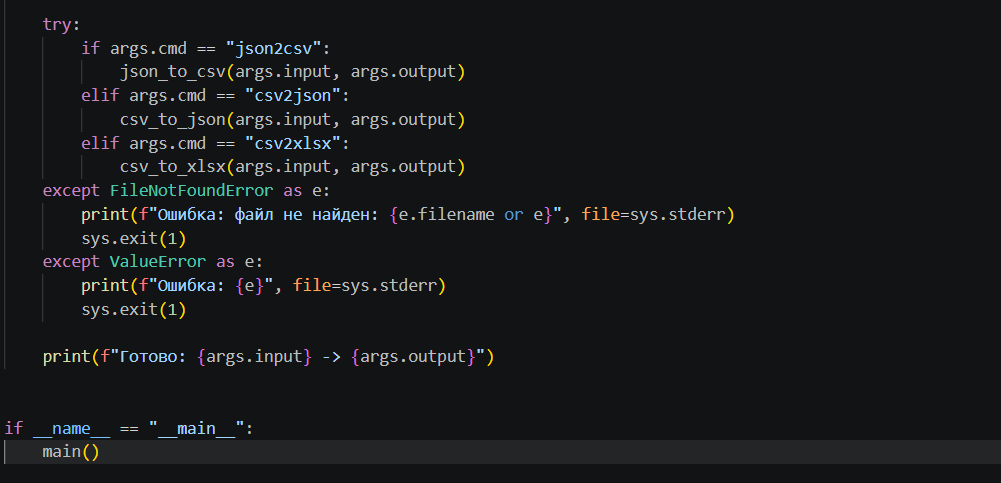 try:
if args.cmd == "json2csv":
json_to_csv(args.input, args.output)
elif args.cmd == "csv2json":
csv_to_json(args.input, args.output)
elif args.cmd == "csv2xlsx":
csv_to_xlsx(args.input, args.output)
except FileNotFoundError as e:
print(f"Ошибка: файл не найден: {e.filename or e}", file=sys.stderr)
sys.exit(1)
except ValueError as e:
print(f"Ошибка: {e}", file=sys.stderr)
sys.exit(1)
print(f"Готово: {args.input} -> {args.output}")
if __name__ == "__main__":
main()